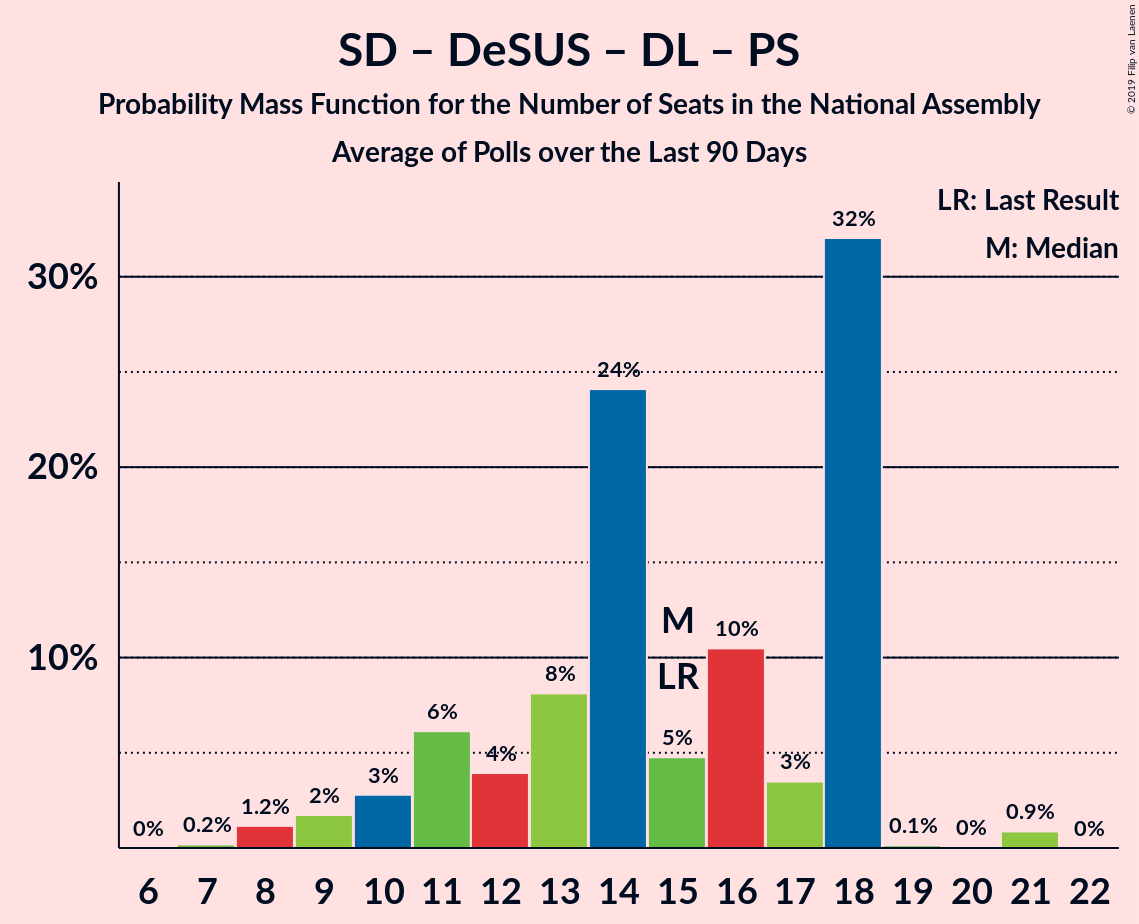 SD – DeSUS – DL – PS
Probability Mass Function for the Number of Seats in the National Assembly
Average of Polls over the Last 90 Days
© 2019 Filip van Laenen
LR: Last Result
M: Median
30%
20%
10%
0%
0.2%
1.2%
2%
3%
6%
4%
8%
24%
M
LR
5%
10%
3%
32%
0.1%
0%
0.9%
0%
6 7 8 9 10 11 12 13 14 15 16 17 18 19 20 21 22